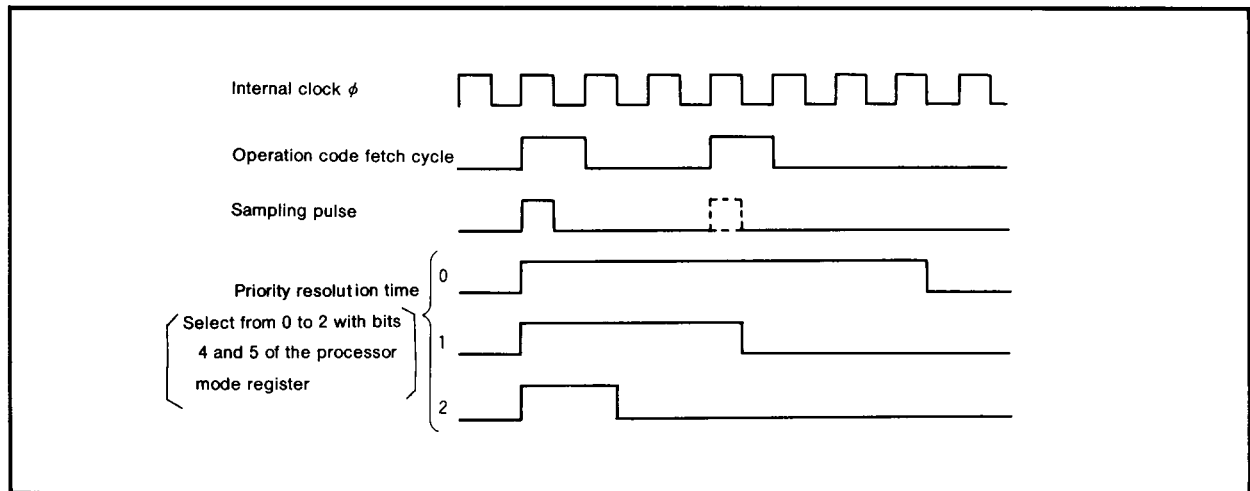 Internal clock ϕ
Operation code fetch cycle
Sampling pulse
0
Priority resolution time
Select from 0 to 2 with bits
4 and 5 of the processor
1
mode register
2